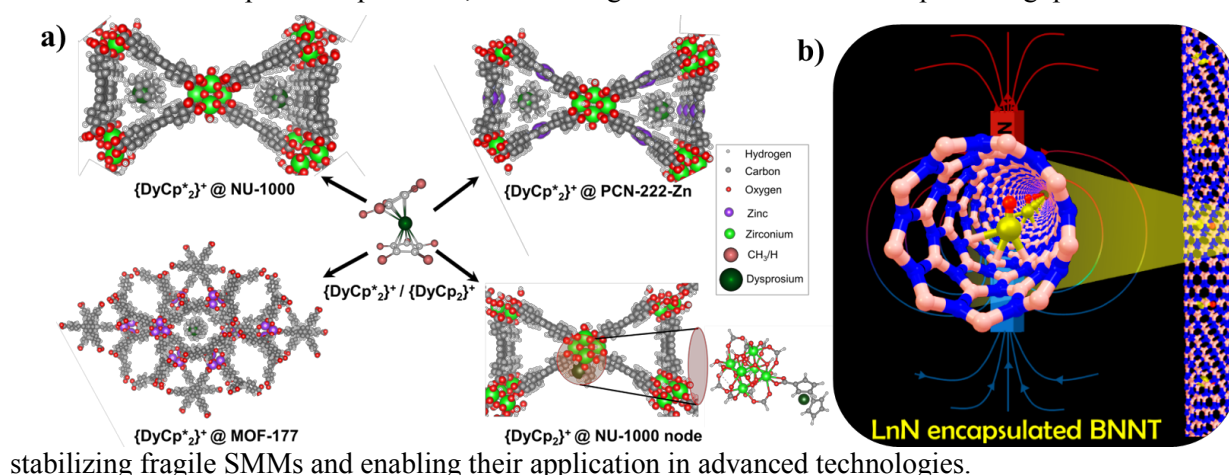 a)
b)
{DyCp*2}+ @ NU-1000
{DyCp*2}+ @ PCN-222-Zn
Hydrogen
Carbon
Oxygen
Zinc
Zirconium
CH3/H
Dysprosium
{DyCp*2}+ / {DyCp2}+
{DyCp*2}+ @ MOF-177
{DyCp2}+ @ NU-1000 node
N
LnN encapsulated BNNT
stabilizing fragile SMMs and enabling their application in advanced technologies.